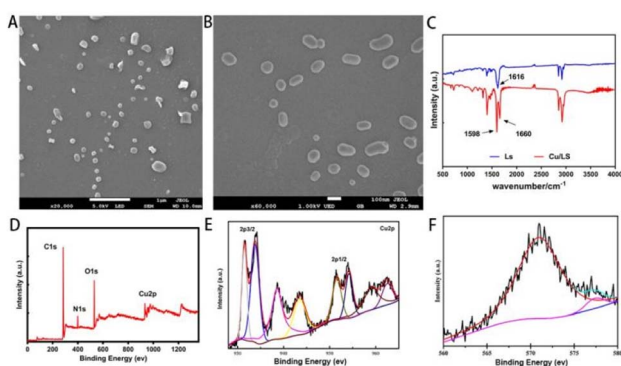 A
B
C
x20,000 5.0kV LED SEM WD 10.0mm
1μm JEOL
x60,000 1.00kV LED GB WD 2.9mm
100nm JEOL
Intensity (a.u.)
1616
1598
1660
Ls
Cu/LS
500 1000 1500 2000 2500 3000 3500 4000
wavenumber/cm-1
D
E
F
Intensity (a.u.)
C1s
N1s
O1s
Cu2p
0 200 400 600 800 1000 1200
Binding Energy (ev)
Intensity (a.u.)
2p3/2
2p1/2
Cu2p
Binding Energy (ev)
Intensity (a.u.)
560 565 570 575 580
Binding Energy (ev)